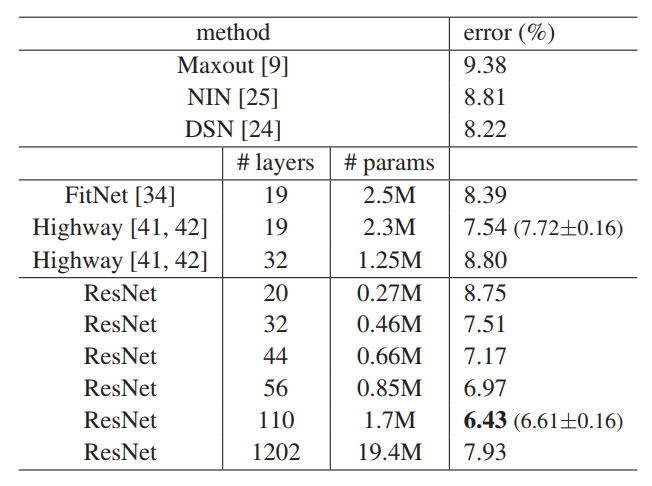 method error (%)
Maxout [9] 9.38
NIN [25] 8.81
DSN [24] 8.22
# layers # params
FitNet [34] 19 2.5M 8.39
Highway [41, 42] 19 2.3M 7.54 (7.72±0.16)
Highway [41, 42] 32 1.25M 8.80
ResNet 20 0.27M 8.75
ResNet 32 0.46M 7.51
ResNet 44 0.66M 7.17
ResNet 56 0.85M 6.97
ResNet 110 1.7M 6.43 (6.61±0.16)
ResNet 1202 19.4M 7.93